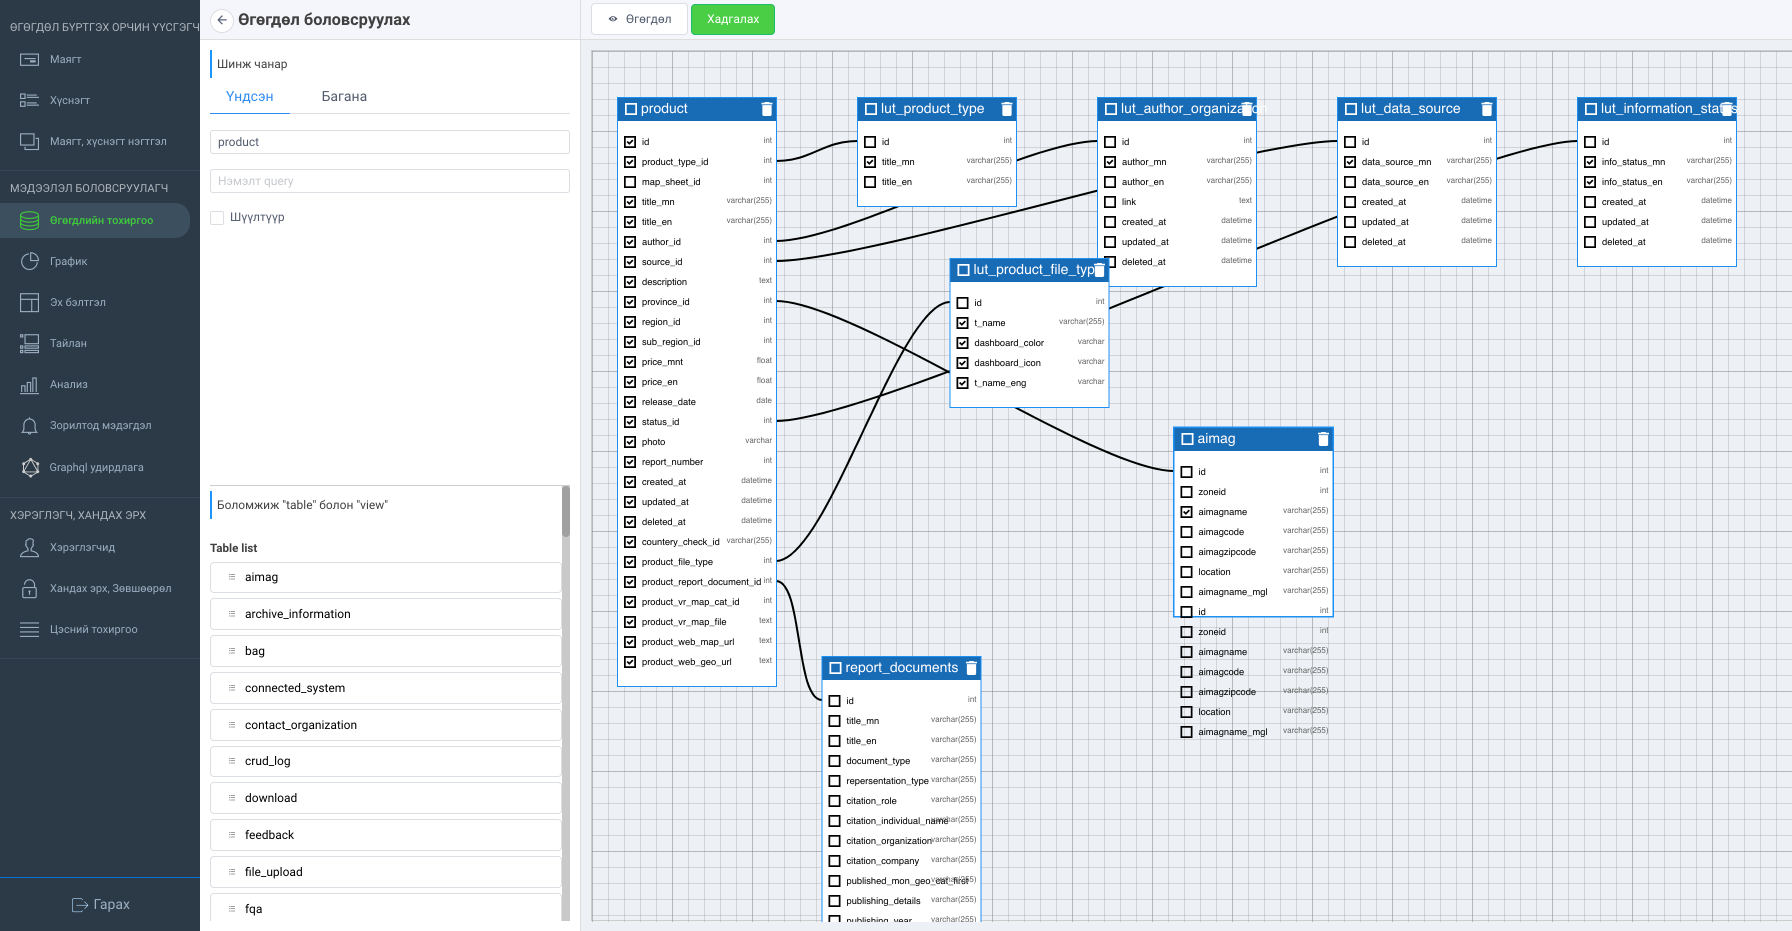 ӨГӨГДӨЛ БҮРТГЭХ ОРЧИН ҮҮСГЭГЧ
Маягт
Хүснэгт
Маягт, хүснэгт нэгтгэл
МЭДЭЭЛЭЛ БОЛОВСРУУЛАГЧ
Өгөгдлийн тохиргоо
График
Эх бэлтгэл
Тайлан
Анализ
Зорилтод мэдэгдэл
Graphql удирдлага
ХЭРЭГЛЭГЧ, ХАНДАХ ЭРХ
Хэрэглэгчид
Хандах эрх, Зөвшөөрөл
Цэсний тохиргоо
Гарах
Өгөгдөл боловсруулах
Шинж чанар
Үндсэн Багана
product
Нэмэлт query
Шүүлтүүр
Боломжиж "table" болон "view"
Table list
aimag
archive_information
bag
connected_system
contact_organization
crud_log
download
feedback
file_upload
fqa
Өгөгдөл Хадгалах
product
id int
product_type_id int
map_sheet_id int
title_mn varchar(255)
title_en varchar(255)
author_id int
source_id int
description text
province_id int
region_id int
sub_region_id int
price_mnt float
price_en float
release_date date
status_id int
photo varchar
report_number int
created_at datetime
updated_at datetime
deleted_at datetime
countery_check_id varchar(255)
product_file_type int
product_report_document_id int
product_vr_map_cat_id int
product_vr_map_file text
product_web_map_url text
product_web_geo_url text
lut_product_type
id int
title_mn varchar(255)
title_en varchar(255)
lut_author_organization
id int
author_mn varchar(255)
author_en varchar(255)
link text
created_at datetime
updated_at datetime
deleted_at datetime
lut_data_source
id int
data_source_mn varchar(255)
data_source_en varchar(255)
created_at datetime
updated_at datetime
deleted_at datetime
lut_information_status
id int
info_status_mn varchar(255)
info_status_en varchar(255)
created_at datetime
updated_at datetime
deleted_at datetime
lut_product_file_typ
id int
t_name varchar(255)
dashboard_color varchar
dashboard_icon varchar
t_name_eng varchar
aimag
id int
zoneid int
aimagname varchar(255)
aimagcode varchar(255)
aimagzipcode varchar(255)
location varchar(255)
aimagname_mgl varchar(255)
id int
zoneid int
aimagname varchar(255)
aimagcode varchar(255)
aimagzipcode varchar(255)
location varchar(255)
aimagname_mgl varchar(255)
report_documents
id int
title_mn varchar(255)
title_en varchar(255)
document_type varchar(255)
repersentation_type varchar(255)
citation_role varchar(255)
citation_individual_name varchar(255)
citation_organization varchar(255)
citation_company varchar(255)
published_mon_geo_cat_first varchar(255)
publishing_details varchar(255)
publishing_year varchar(255)